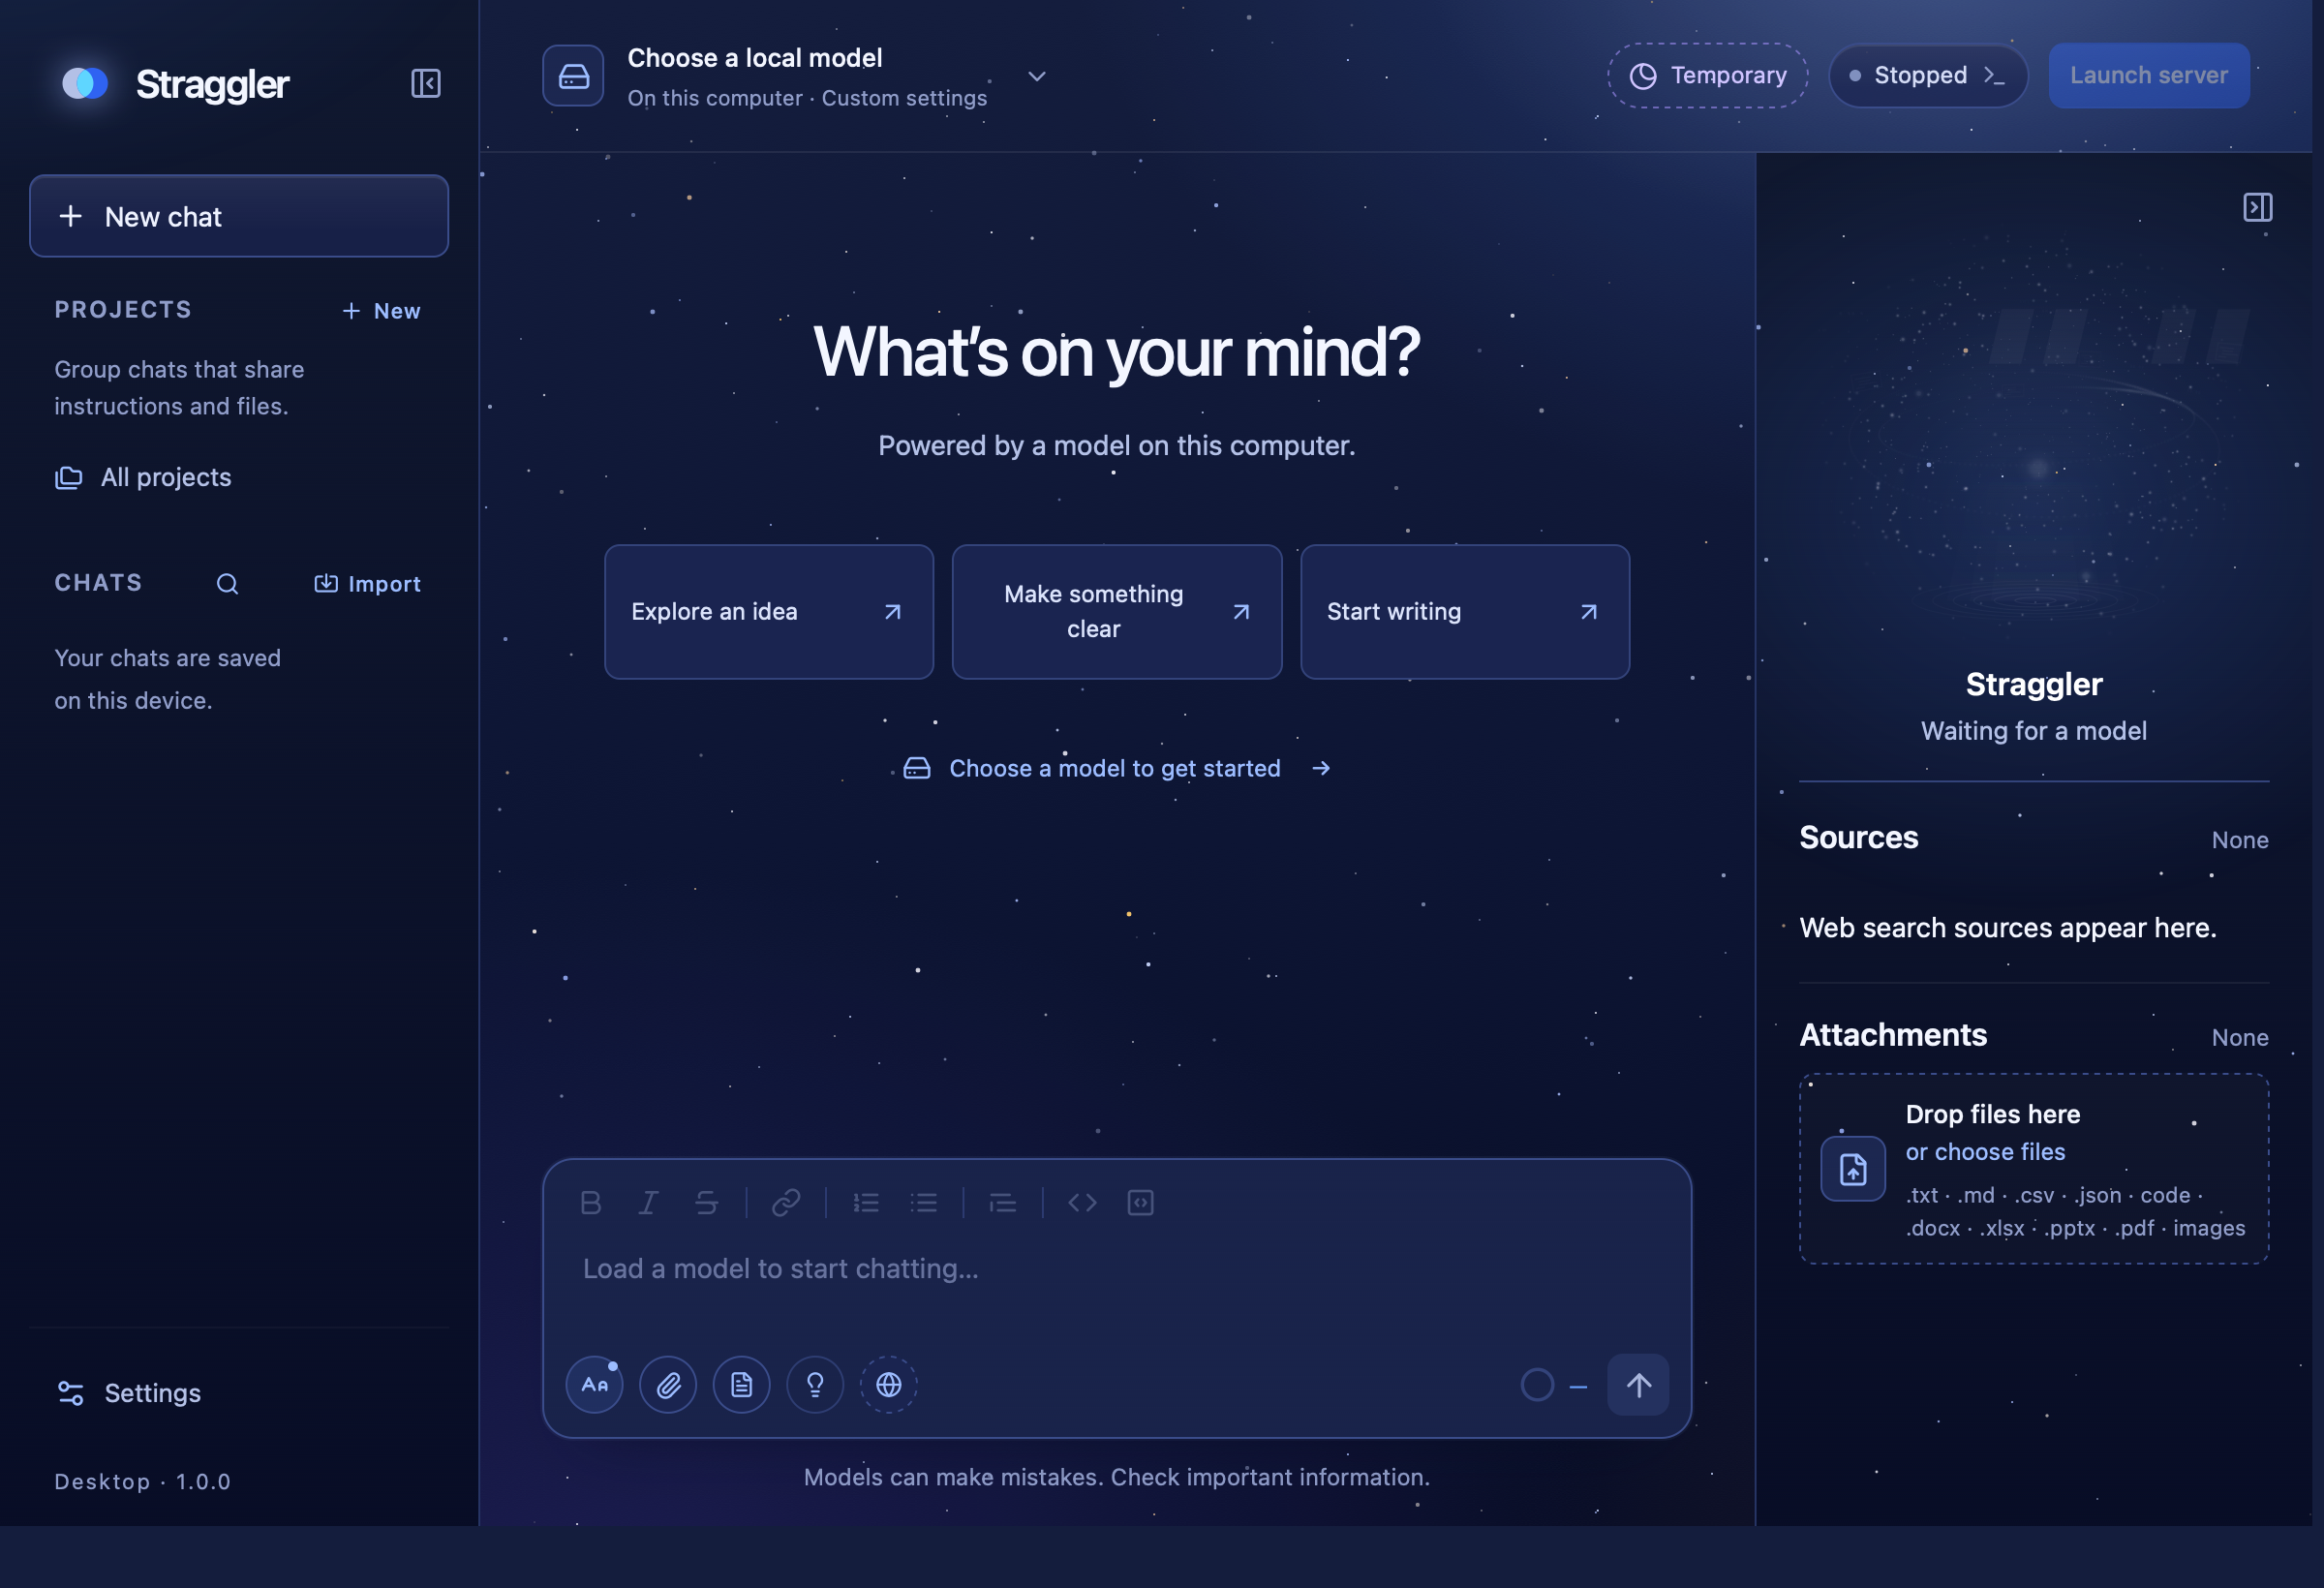 Straggler
New chat
PROJECTS
New
Group chats that share
instructions and files.
All projects
CHATS
Import
Your chats are saved
on this device.
Settings
Desktop · 1.0.0
Choose a local model
On this computer · Custom settings
Temporary
Stopped
Launch server
What’s on your mind?
Powered by a model on this computer.
Explore an idea
Make something
clear
Start writing
Choose a model to get started
Load a model to start chatting...
Aa
–
Models can make mistakes. Check important information.
Straggler
Waiting for a model
Sources
None
Web search sources appear here.
Attachments
None
Drop files here
or choose files
.txt · .md · .csv · .json · code ·
.docx · .xlsx · .pptx · .pdf · images